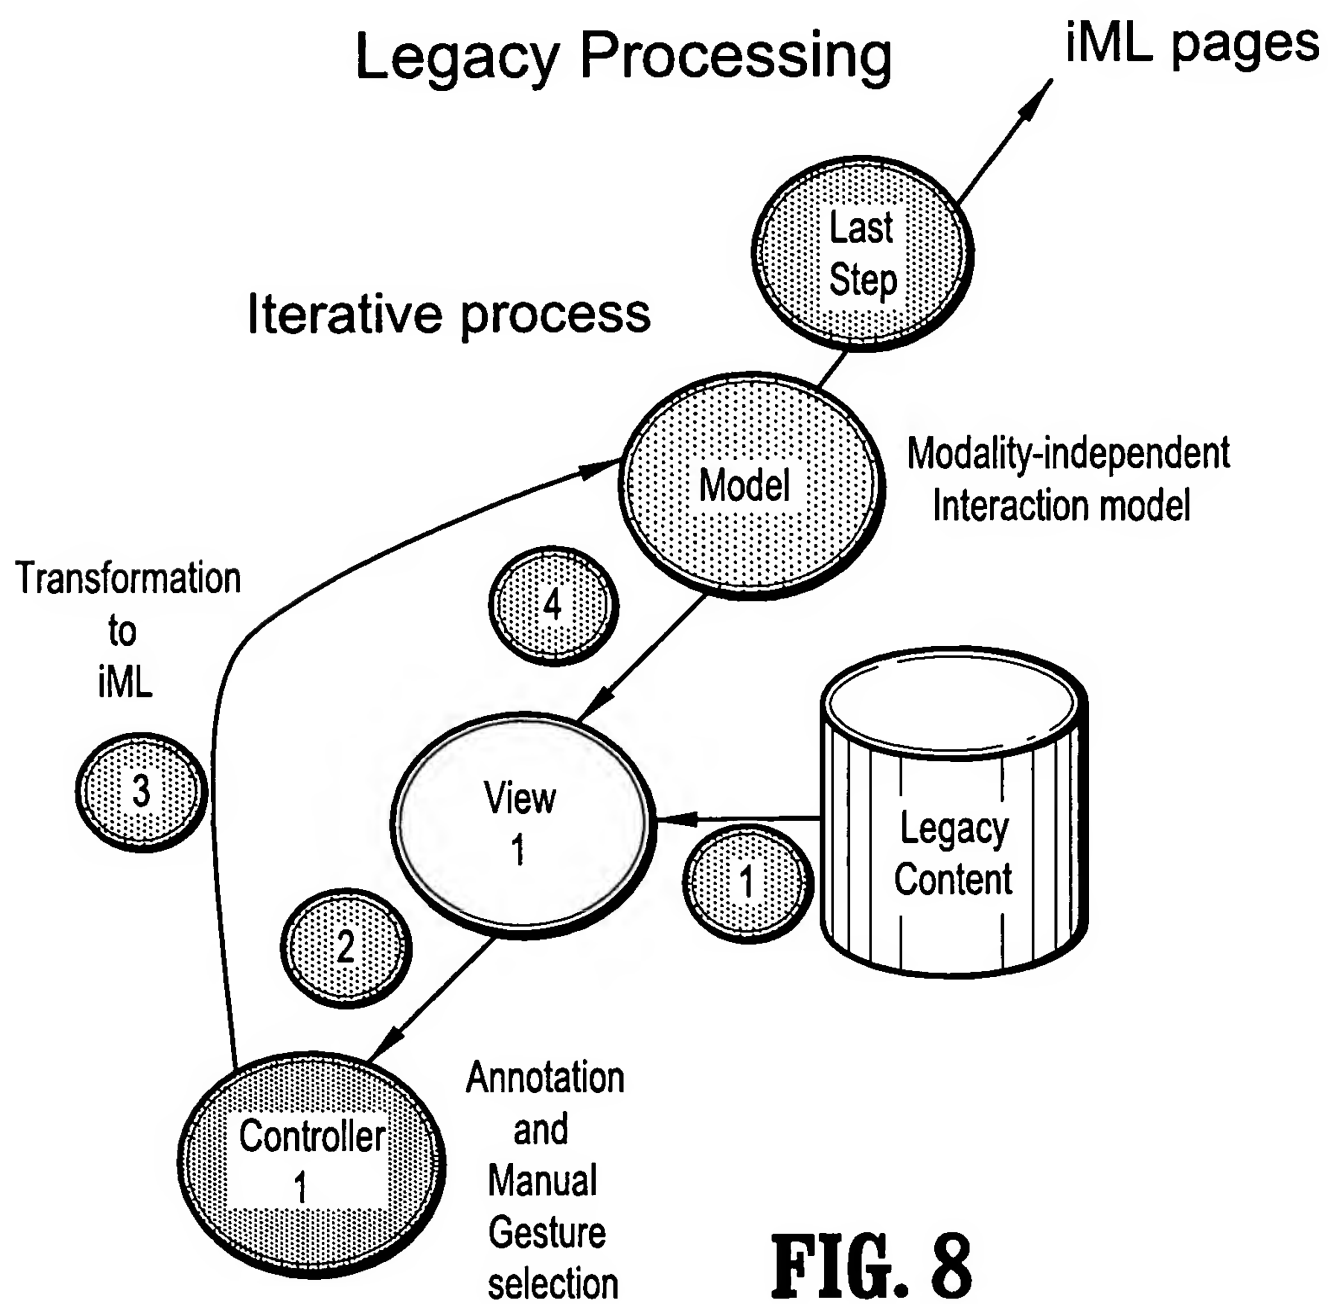 Legacy Processing
iML pages
Last
Step
Iterative process
Model
Modality-independent
Interaction model
Transformation
to
iML
4
3
View
1
1
Legacy
Content
2
Controller
1
Annotation
and
Manual
Gesture
selection
FIG. 8